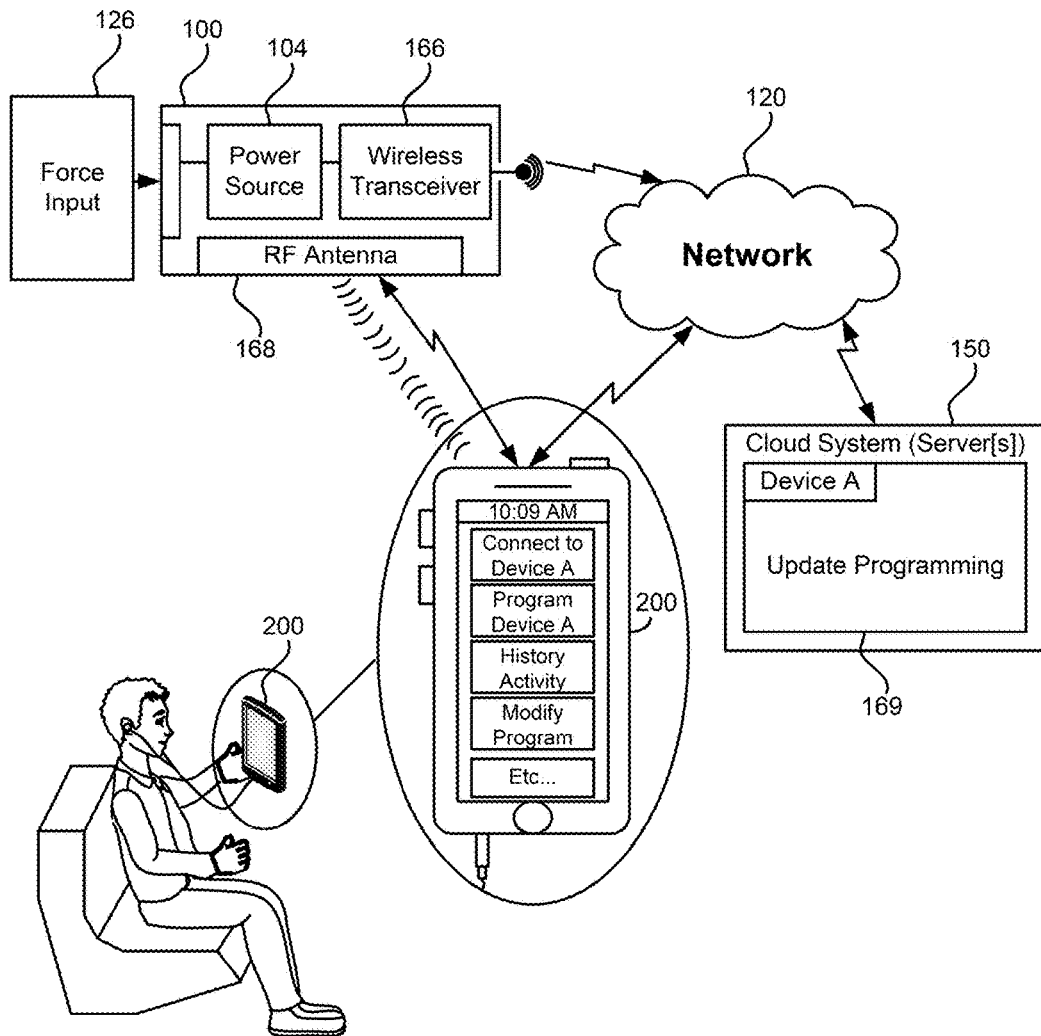 126
100
104
166
120
Force
Input
Power
Source
Wireless
Transceiver
Network
RF Antenna
168
150
Cloud System (Server[s])
Device A
Update Programming
169
10:09 AM
Connect to
Device A
Program
Device A
History
Activity
Modify
Program
Etc...
200
200